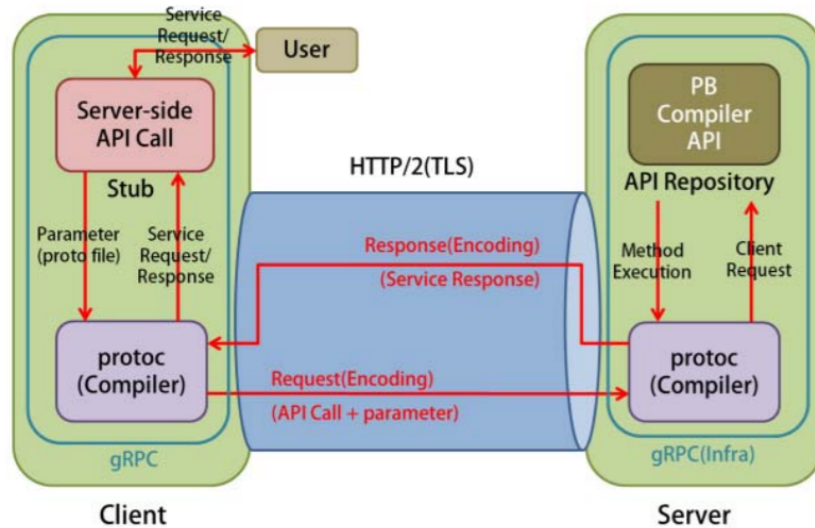 Service
Request/
Response
User
Server-side
API Call
Stub
Parameter
(proto file)
Service
Request/
Response
protoc
(Compiler)
gRPC
Client
HTTP/2(TLS)
Response(Encoding)
(Service Response)
Request(Encoding)
(API Call + parameter)
PB
Compiler
API
API Repository
Method
Execution
Client
Request
protoc
(Compiler)
gRPC(Infra)
Server